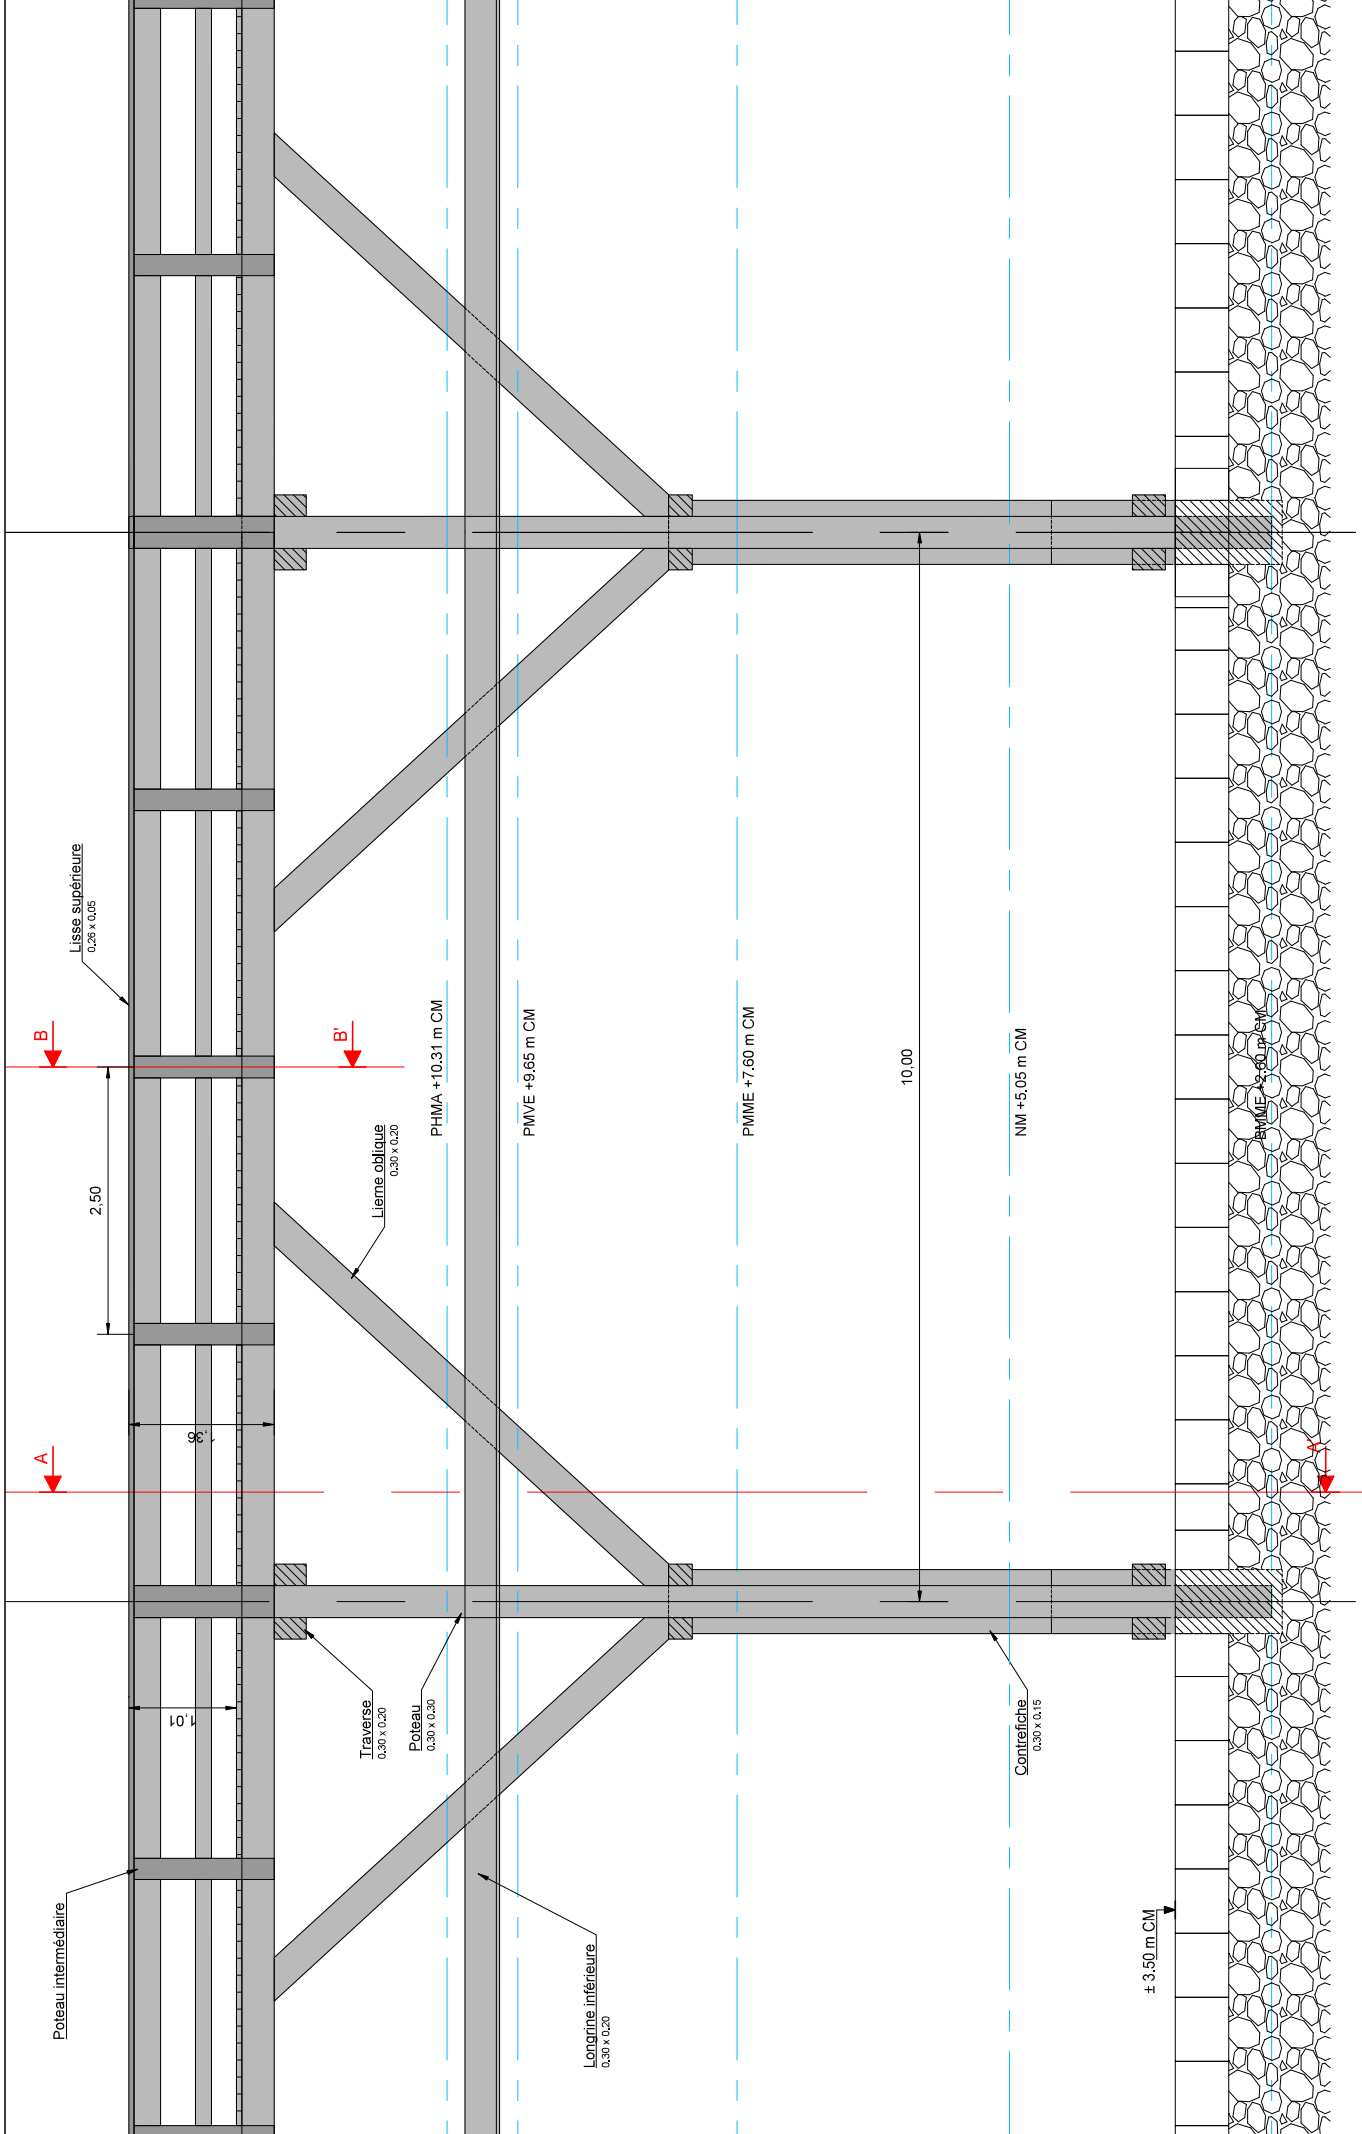 Poteau intermédiaire
Lisse supérieure
0.26 x 0.05
A
B
2,50
1,36
1,01
B'
Traverse
0.30 x 0.20
Poteau
0.30 x 0.30
Lierne oblique
0.30 x 0.20
PHMA +10.31 m CM
PMVE +9.65 m CM
Longrine inférieure
0.30 x 0.20
PMME +7.60 m CM
10,00
Contrefiche
0.30 x 0.15
NM +5.05 m CM
± 3.50 m CM
BMME +2.60 m CM
A'